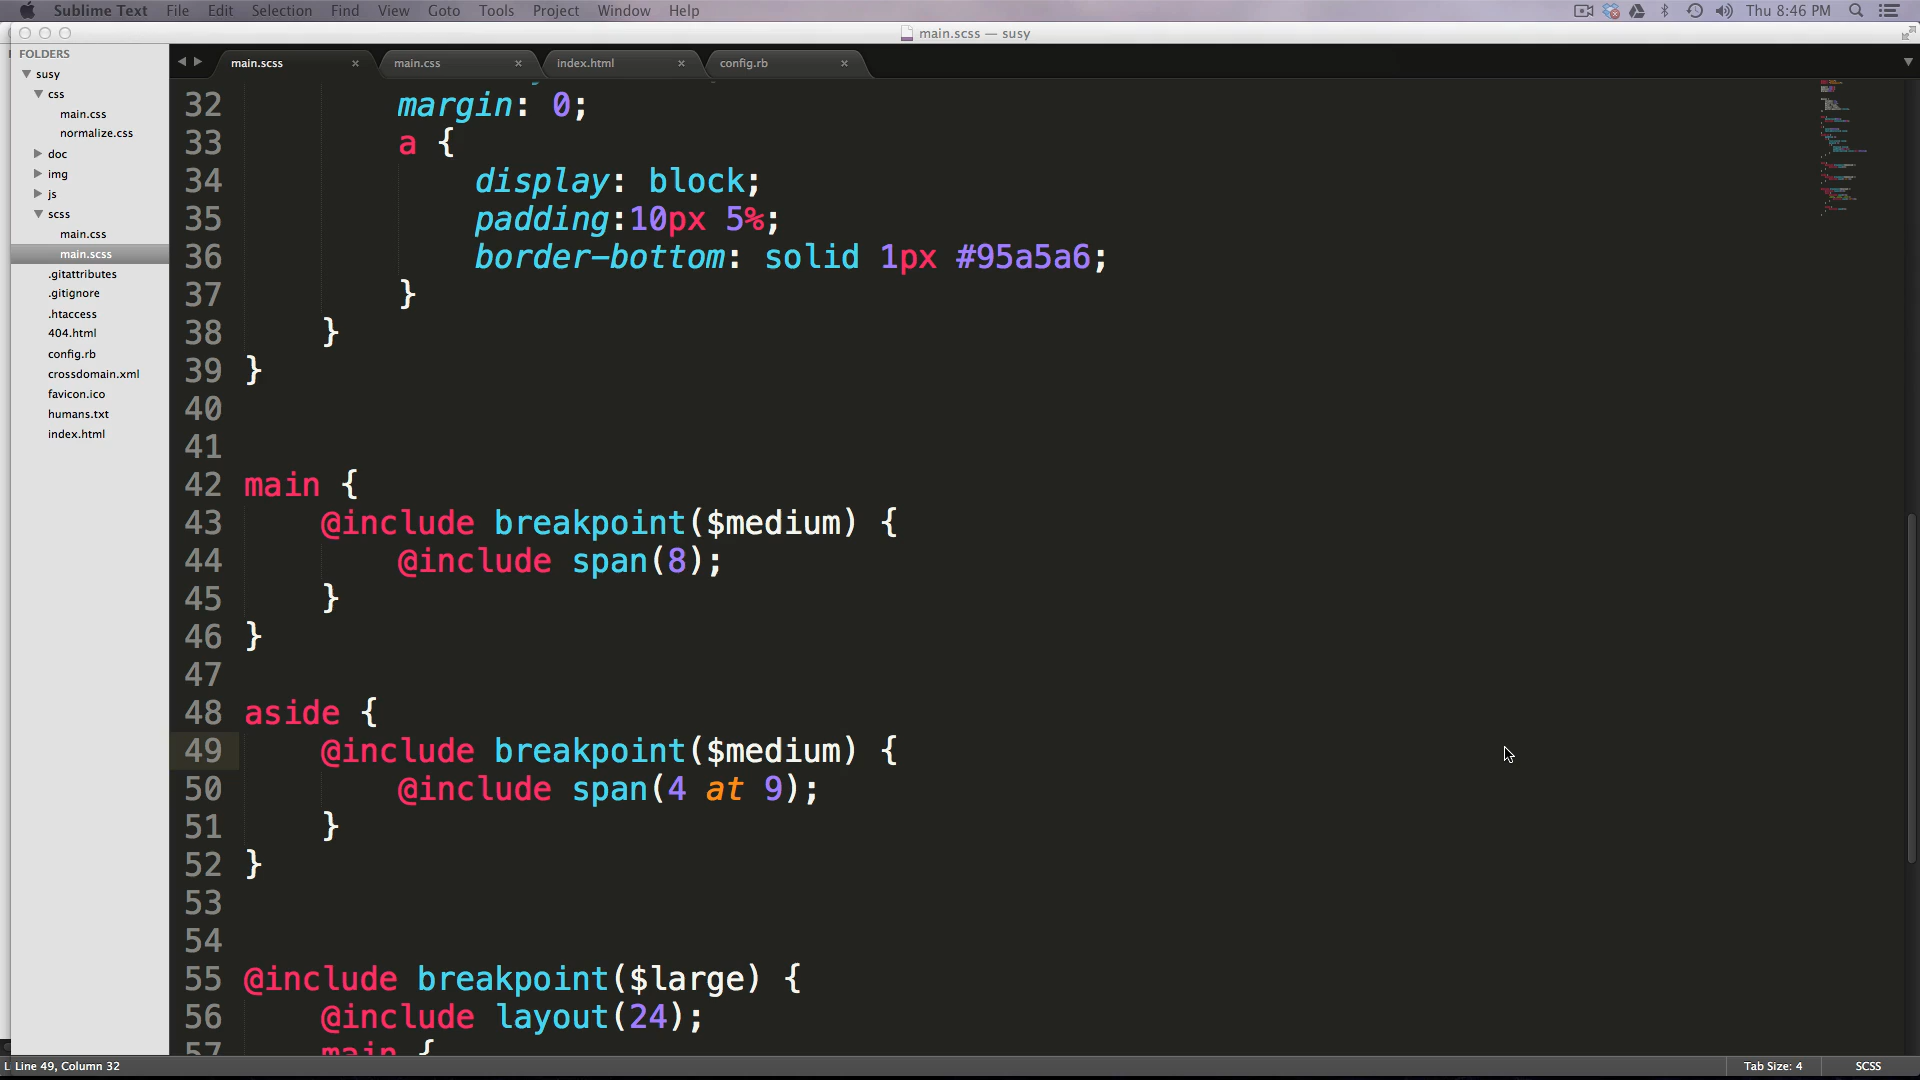 Sublime Text File Edit Selection Find View Goto Tools Project Window Help Thu 8:46 PM
main.scss — susy
FOLDERS
susy
css
main.css
normalize.css
doc
img
js
scss
main.css
main.scss
.gitattributes
.gitignore
.htaccess
404.html
config.rb
crossdomain.xml
favicon.ico
humans.txt
index.html
main.scss × main.css × index.html × config.rb ×
32 margin: 0;
33 a {
34 display: block;
35 padding:10px 5%;
36 border-bottom: solid 1px #95a5a6;
37 }
38 }
39 }
40
41
42 main {
43 @include breakpoint($medium) {
44 @include span(8);
45 }
46 }
47
48 aside {
49 @include breakpoint($medium) {
50 @include span(4 at 9);
51 }
52 }
53
54
55 @include breakpoint($large) {
56 @include layout(24);
57 main {
L Line 49, Column 32 Tab Size: 4 SCSS